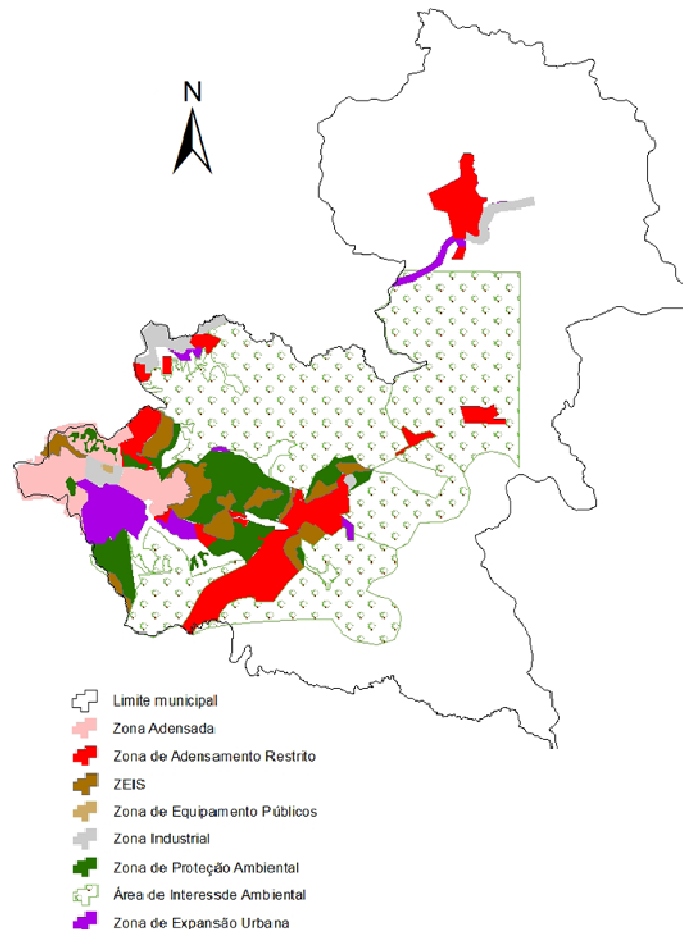 N
Limite municipal
Zona Adensada
Zona de Adensamento Restrito
ZEIS
Zona de Equipamento Públicos
Zona Industrial
Zona de Proteção Ambiental
Área de Interessde Ambiental
Zona de Expansão Urbana